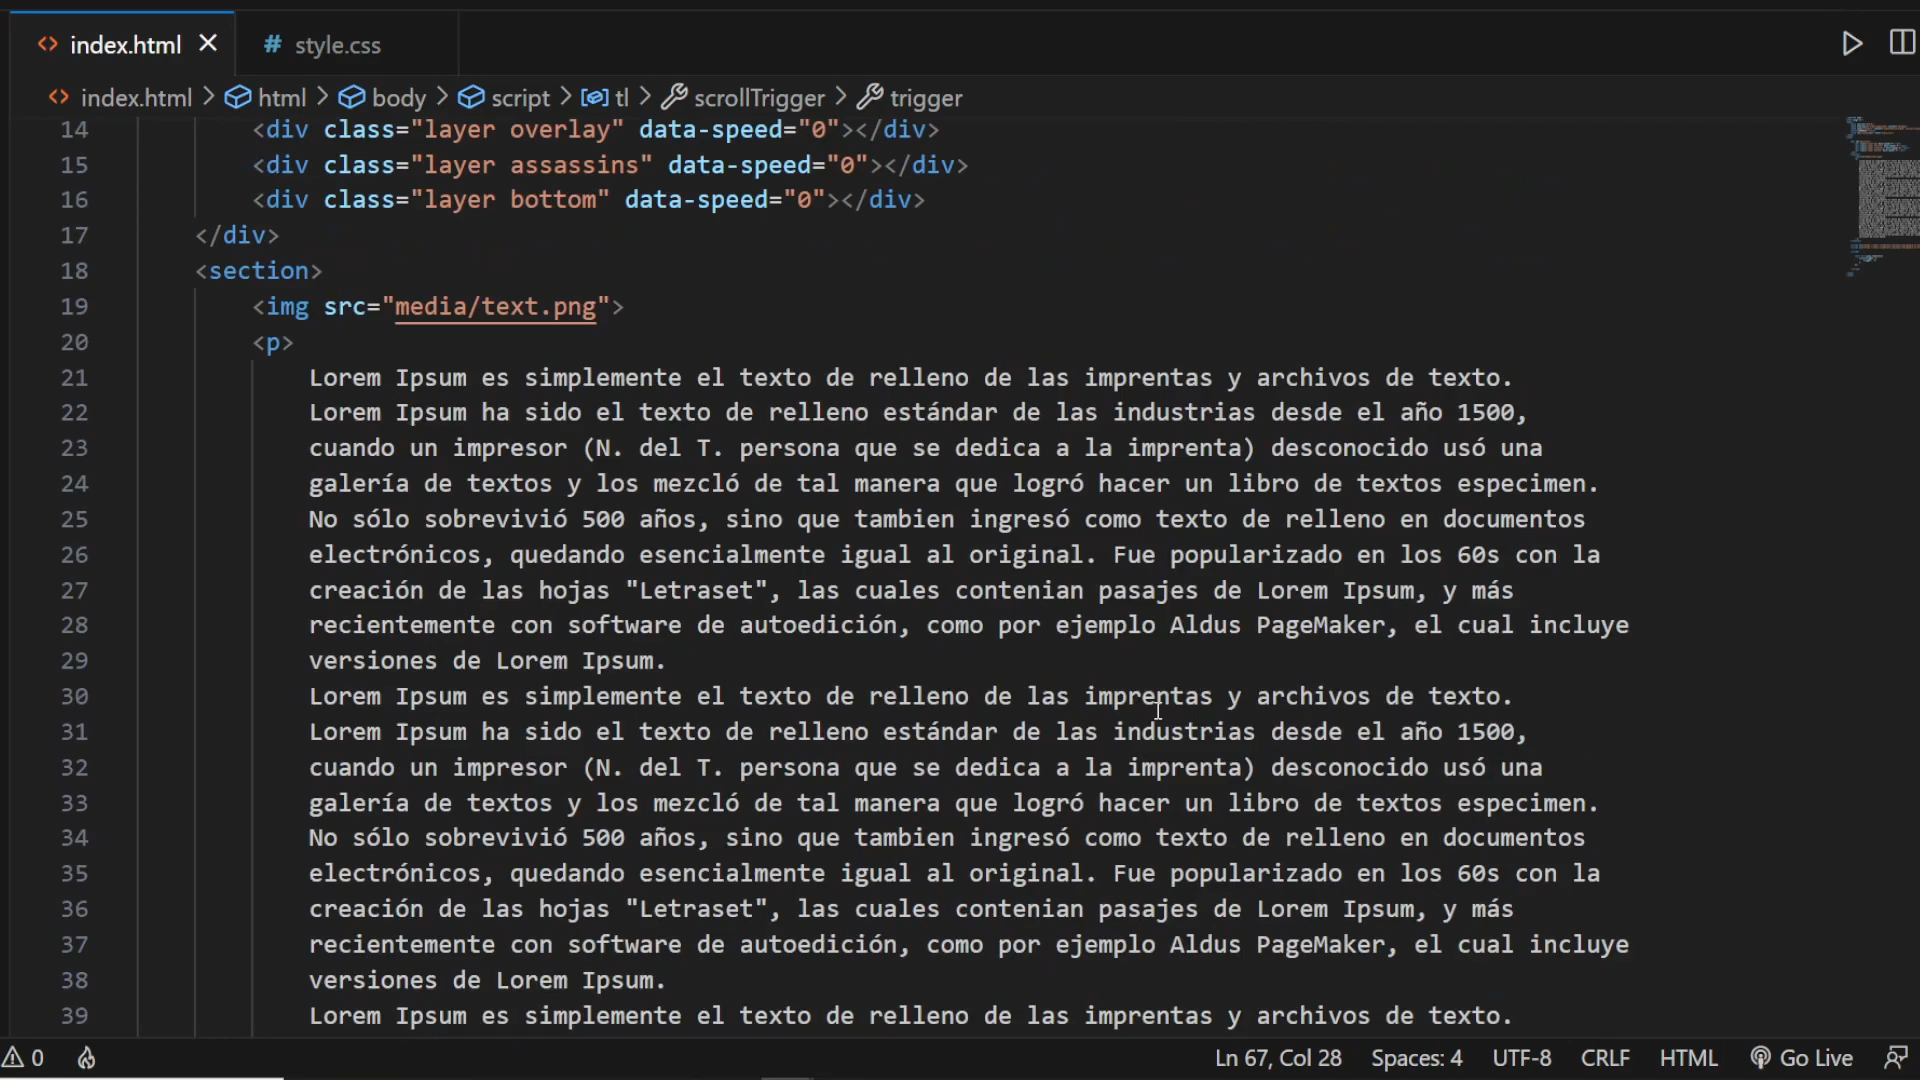 index.html
style.css
index.html > html > body > script > tl > scrollTrigger > trigger
14 <div class="layer overlay" data-speed="0"></div>
15 <div class="layer assassins" data-speed="0"></div>
16 <div class="layer bottom" data-speed="0"></div>
17 </div>
18 <section>
19 <img src="media/text.png">
20 <p>
21 Lorem Ipsum es simplemente el texto de relleno de las imprentas y archivos de texto.
22 Lorem Ipsum ha sido el texto de relleno estándar de las industrias desde el año 1500,
23 cuando un impresor (N. del T. persona que se dedica a la imprenta) desconocido usó una
24 galería de textos y los mezcló de tal manera que logró hacer un libro de textos especimen.
25 No sólo sobrevivió 500 años, sino que tambien ingresó como texto de relleno en documentos
26 electrónicos, quedando esencialmente igual al original. Fue popularizado en los 60s con la
27 creación de las hojas "Letraset", las cuales contenian pasajes de Lorem Ipsum, y más
28 recientemente con software de autoedición, como por ejemplo Aldus PageMaker, el cual incluye
29 versiones de Lorem Ipsum.
30 Lorem Ipsum es simplemente el texto de relleno de las imprentas y archivos de texto.
31 Lorem Ipsum ha sido el texto de relleno estándar de las industrias desde el año 1500,
32 cuando un impresor (N. del T. persona que se dedica a la imprenta) desconocido usó una
33 galería de textos y los mezcló de tal manera que logró hacer un libro de textos especimen.
34 No sólo sobrevivió 500 años, sino que tambien ingresó como texto de relleno en documentos
35 electrónicos, quedando esencialmente igual al original. Fue popularizado en los 60s con la
36 creación de las hojas "Letraset", las cuales contenian pasajes de Lorem Ipsum, y más
37 recientemente con software de autoedición, como por ejemplo Aldus PageMaker, el cual incluye
38 versiones de Lorem Ipsum.
39 Lorem Ipsum es simplemente el texto de relleno de las imprentas y archivos de texto.
0 Ln 67, Col 28 Spaces: 4 UTF-8 CRLF HTML Go Live